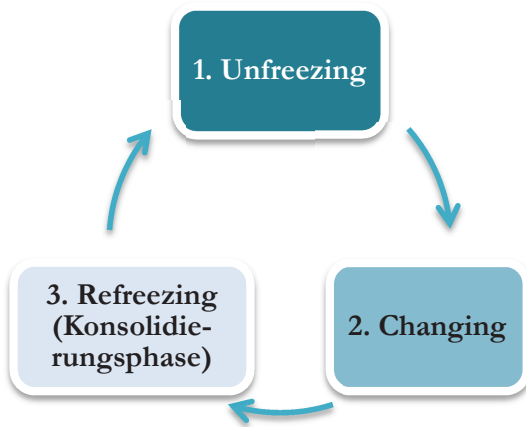 1. Unfreezing
3. Refreezing
(Konsolidie-
rungsphase)
2. Changing